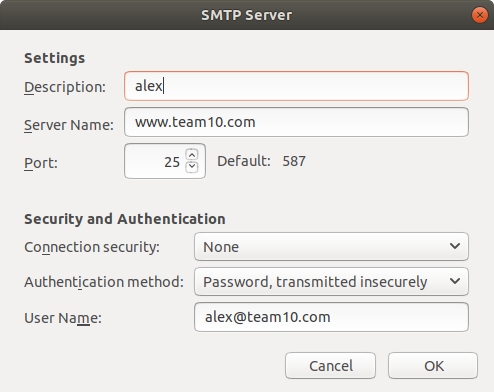 SMTP Server
Settings
Description: alex
Server Name: www.team10.com
Port: 25 Default: 587
Security and Authentication
Connection security: None
Authentication method: Password, transmitted insecurely
User Name: alex@team10.com
Cancel OK